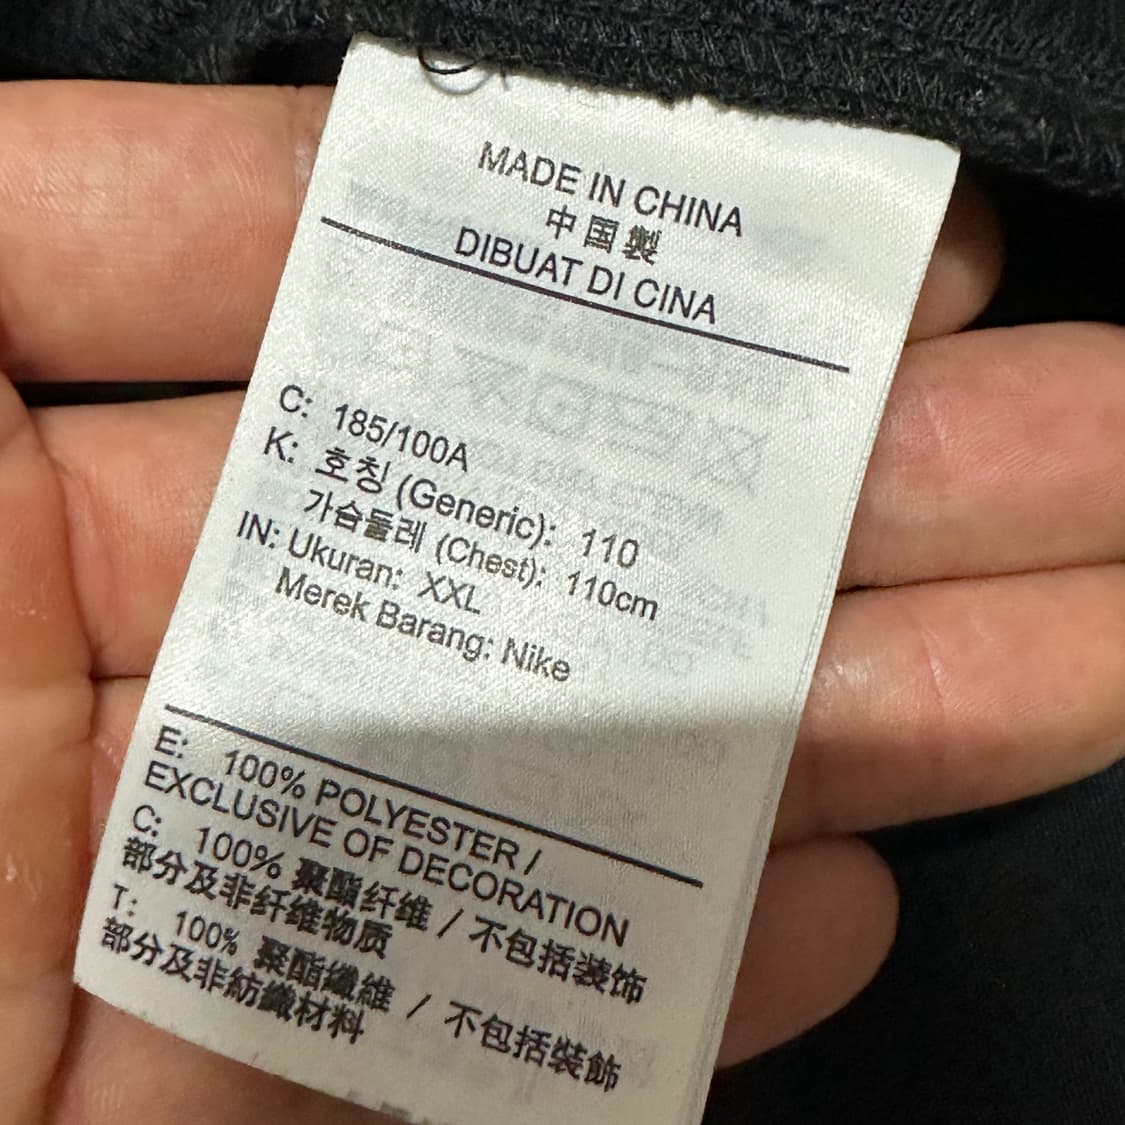 MADE IN CHINA
中国製
DIBUAT DI CINA
C: 185/100A
K: 호칭 (Generic): 110
가슴둘레 (Chest): 110cm
IN: Ukuran: XXL
Merek Barang: Nike
E: 100% POLYESTER /
EXCLUSIVE OF DECORATION
C: 100% 聚酯纤维 / 不包括装饰
部分及非纤维物质
T: 100% 聚酯纖維 / 不包括裝飾
部分及非紡織材料